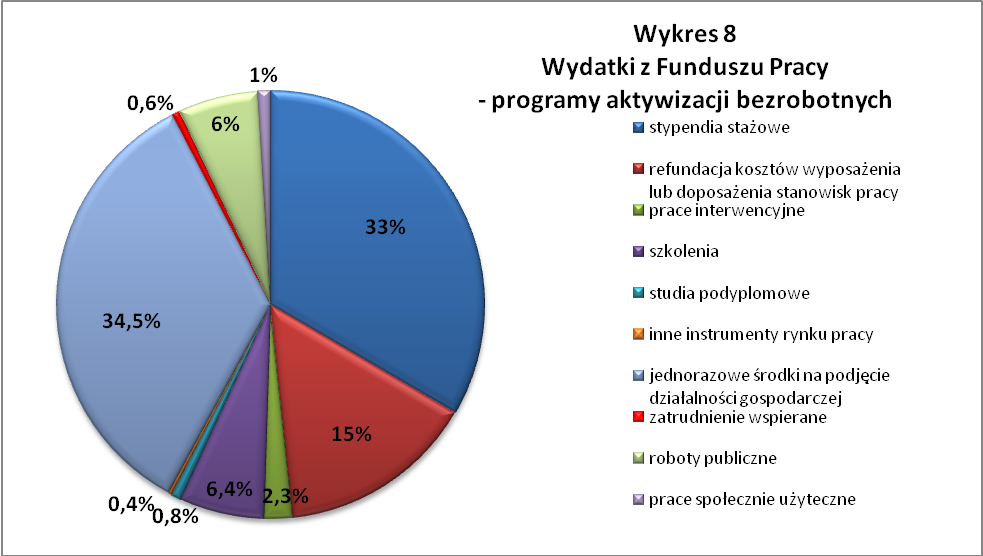 Wykres 8
Wydatki z Funduszu Pracy
- programy aktywizacji bezrobotnych
1%
0,6%
6%
33%
34,5%
15%
6,4%
2,3%
0,4%
0,8%
stypendia stażowe
refundacja kosztów wyposażenia
lub doposażenia stanowisk pracy
prace interwencyjne
szkolenia
studia podyplomowe
inne instrumenty rynku pracy
jednorazowe środki na podjęcie
działalności gospodarczej
zatrudnienie wspierane
roboty publiczne
prace społecznie użyteczne